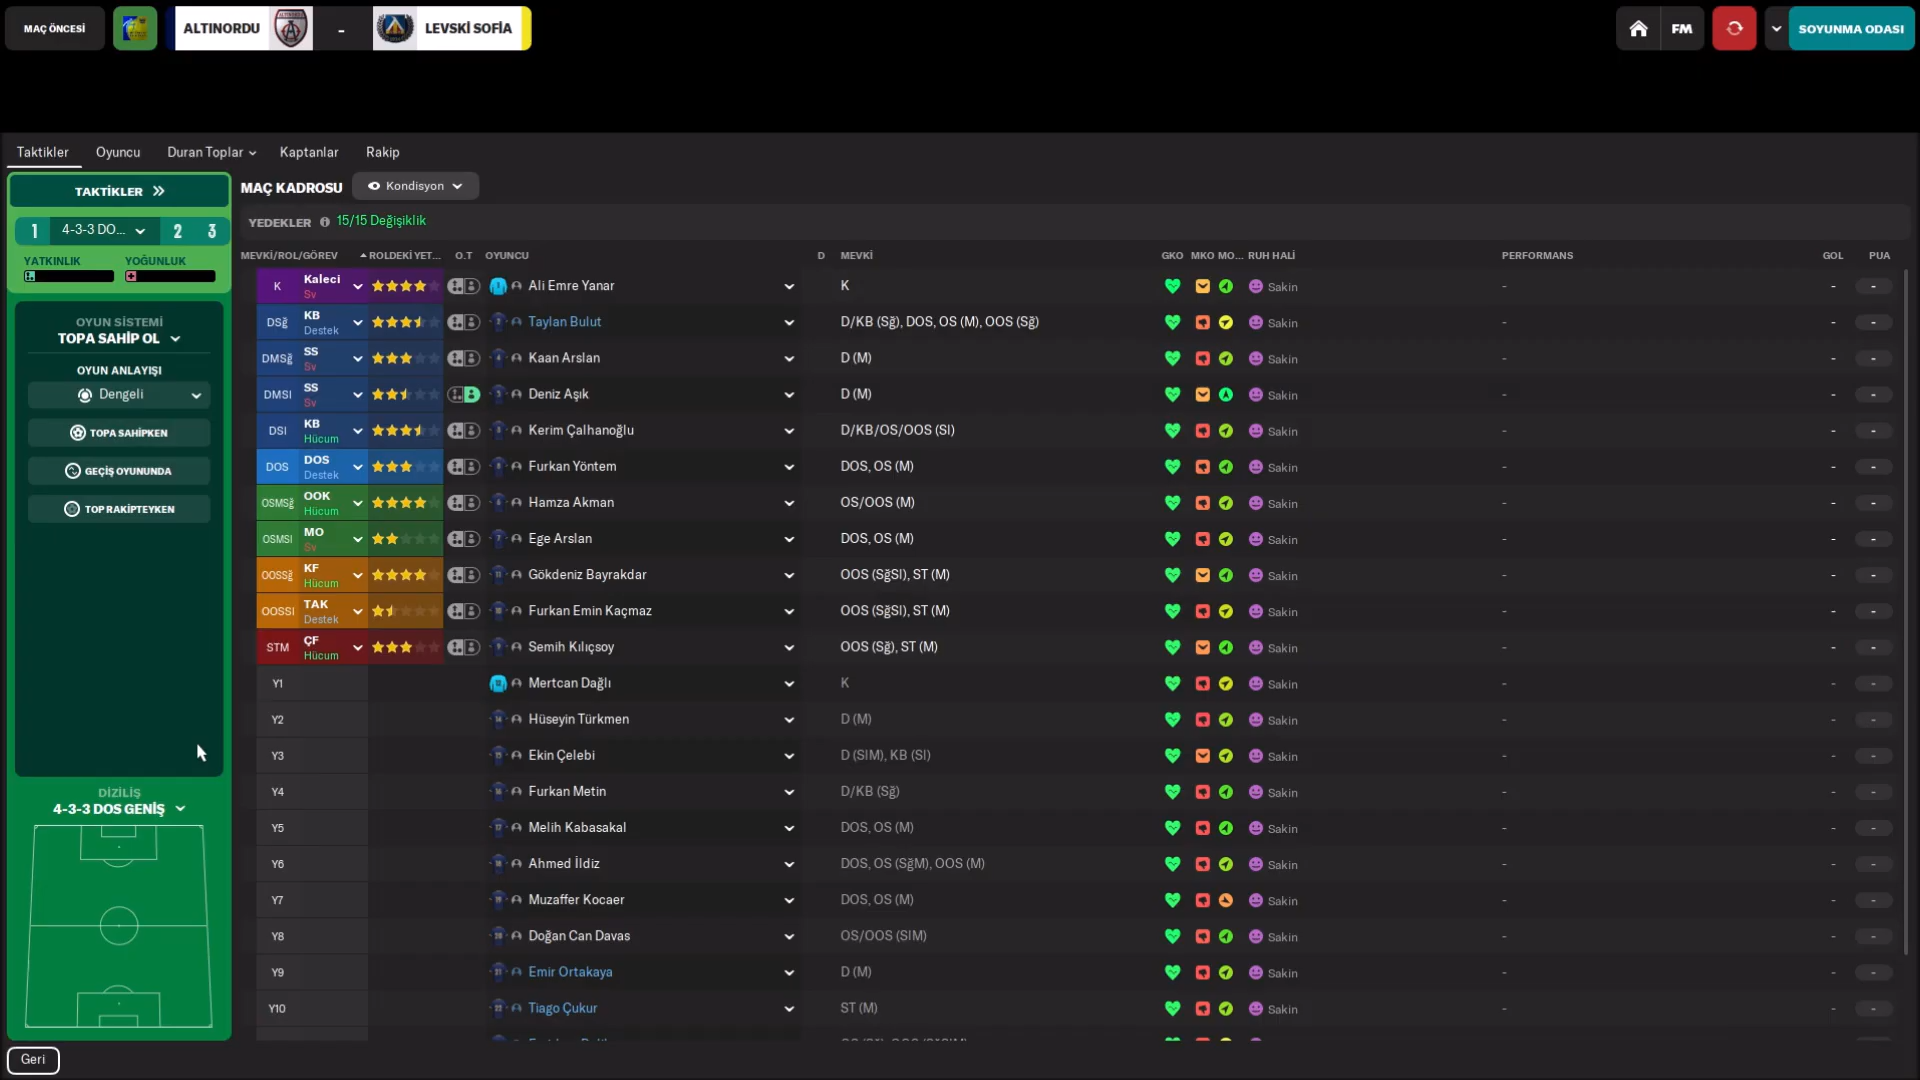 MAÇ ÖNCESİ
ALTINORDU
-
LEVSKİ SOFİA
FM
SOYUNMA ODASI
Taktikler Oyuncu Duran Toplar Kaptanlar Rakip
TAKTİKLER
1 4-3-3 DO... 2 3
YATKINLIK YOĞUNLUK
OYUN SİSTEMİ
TOPA SAHİP OL
OYUN ANLAYIŞI
Dengeli
TOPA SAHİPKEN
GEÇİŞ OYUNUNDA
TOP RAKİPTEYKEN
DİZİLİŞ
4-3-3 DOS GENİŞ
Geri
MAÇ KADROSU Kondisyon
YEDEKLER 15/15 Değişiklik
MEVKİ/ROL/GÖREV ROLDEKİ YET... O.T OYUNCU D MEVKİ GKO MKO MO... RUH HALİ PERFORMANS GOL PUA
K Kaleci Sv Ali Emre Yanar K Sakin - - -
DSğ KB Destek Taylan Bulut D/KB (Sğ), DOS, OS (M), OOS (Sğ) Sakin - - -
DMSğ SS Sv Kaan Arslan D (M) Sakin - - -
DMSl SS Sv Deniz Aşık D (M) Sakin - - -
DSl KB Hücum Kerim Çalhanoğlu D/KB/OS/OOS (Sl) Sakin - - -
DOS DOS Destek Furkan Yöntem DOS, OS (M) Sakin - - -
OSMSğ OOK Hücum Hamza Akman OS/OOS (M) Sakin - - -
OSMSl MO Sv Ege Arslan DOS, OS (M) Sakin - - -
OOSSğ KF Hücum Gökdeniz Bayrakdar OOS (SğSl), ST (M) Sakin - - -
OOSSl TAK Destek Furkan Emin Kaçmaz OOS (SğSl), ST (M) Sakin - - -
STM ÇF Hücum Semih Kılıçsoy OOS (Sğ), ST (M) Sakin - - -
Y1 Mertcan Dağlı K Sakin - - -
Y2 Hüseyin Türkmen D (M) Sakin - - -
Y3 Ekin Çelebi D (SlM), KB (Sl) Sakin - - -
Y4 Furkan Metin D/KB (Sğ) Sakin - - -
Y5 Melih Kabasakal DOS, OS (M) Sakin - - -
Y6 Ahmed İldiz DOS, OS (SğM), OOS (M) Sakin - - -
Y7 Muzaffer Kocaer DOS, OS (M) Sakin - - -
Y8 Doğan Can Davas OS/OOS (SlM) Sakin - - -
Y9 Emir Ortakaya D (M) Sakin - - -
Y10 Tiago Çukur ST (M) Sakin - - -